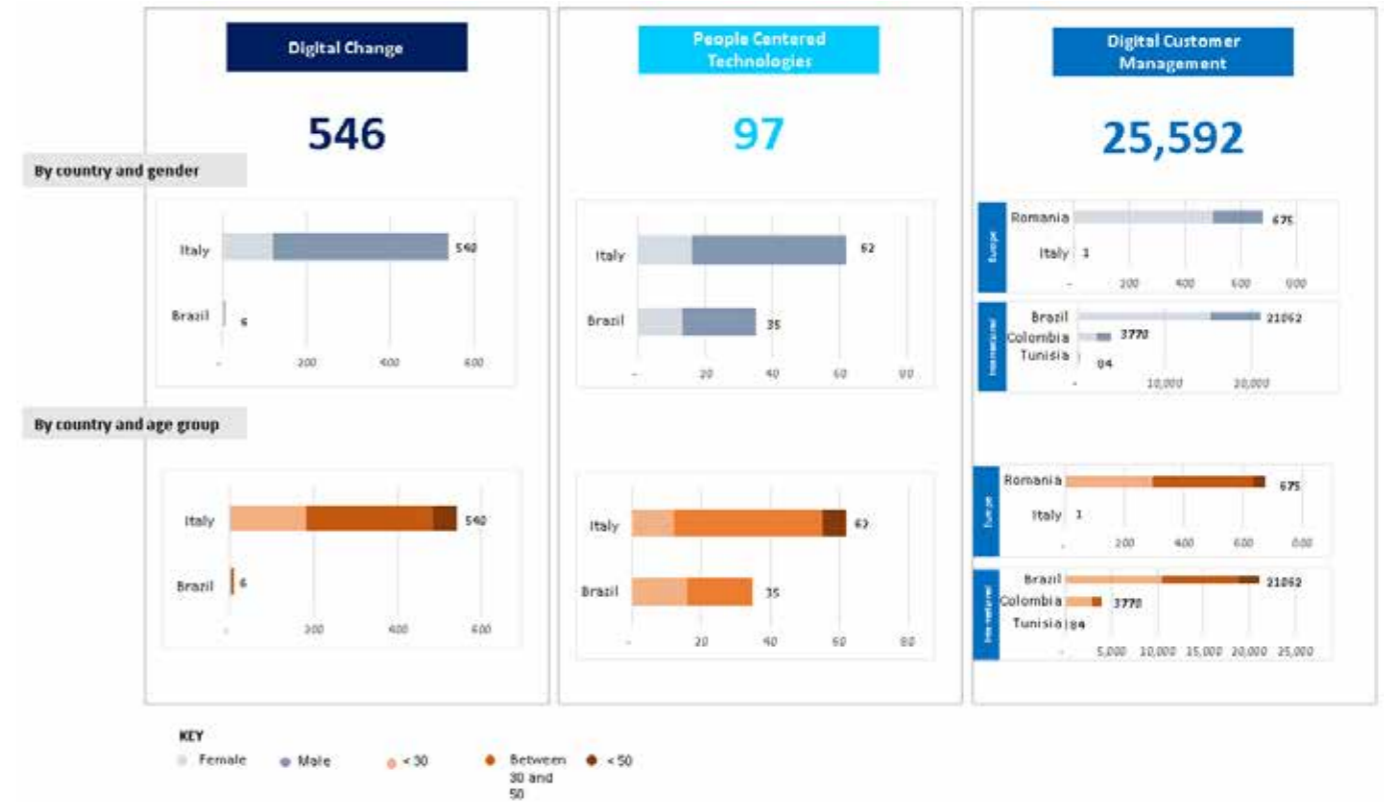 Digital Change
People Centered
Technologies
Digital Customer
Management
546
97
25,592
By country and gender
Italy
540
Brazil
6
-
200
400
600
Italy
62
Brazil
35
-
20
40
60
80
Europe
Romania
675
Italy
1
-
200
400
600
800
Brazil
21062
Colombia
3770
Tunisia
84
-
10,000
20,000
By country and age group
Italy
540
Brazil
6
-
200
400
600
Italy
62
Brazil
35
-
20
40
60
80
Europe
Romania
675
Italy
1
-
200
400
600
800
Brazil
21062
Colombia
3770
Tunisia
84
-
5,000
10,000
15,000
20,000
25,000
KEY
Female
Male
< 30
Between
30 and
50
< 50